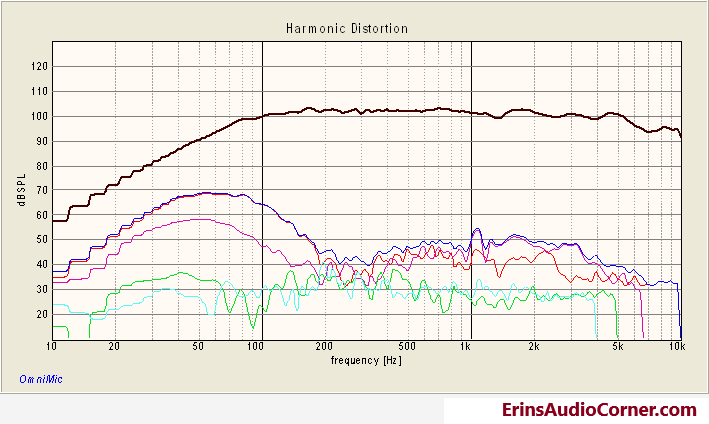 Harmonic Distortion
dBSPL
120
110
100
90
80
70
60
50
40
30
20
10 20 50 100 200 500 1k 2k 5k 10k
frequency [Hz]
OmniMic
ErinsAudioCorner.com